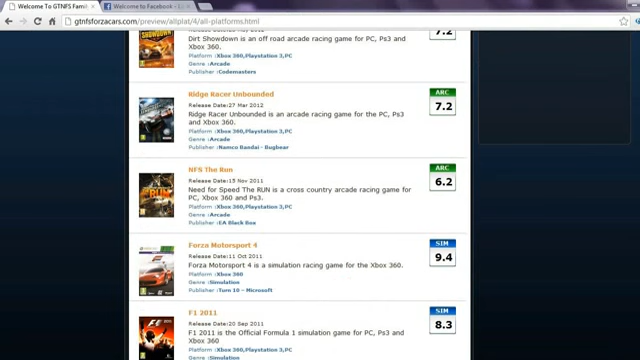 Welcome To GTNFS Famil
Welcome to Facebook - L
gtnfsforzacars.com/preview/allplat/4/all-platforms.html
SHOWDOWN
Dirt Showdown is an off road arcade racing game for PC, Ps3 and
Xbox 360.
Platform :Xbox 360,Playstation 3,PC
Genre :Arcade
Publisher :Codemasters
7.2
Ridge Racer Unbounded
Release Date:27 Mar 2012
Ridge Racer Unbounded is an arcade racing game for the PC, Ps3
and Xbox 360.
Platform :Xbox 360,Playstation 3,PC
Genre :Arcade
Publisher :Namco Bandai - Bugbear
ARC
7.2
NFS The Run
Release Date:15 Nov 2011
Need for Speed The RUN is a cross country arcade racing game for
PC, Xbox 360 and Ps3.
Platform :Xbox 360,Playstation 3,PC
Genre :Arcade
Publisher :EA Black Box
ARC
6.2
RUN
Forza Motorsport 4
Release Date:11 Oct 2011
Forza Motorsport 4 is a simulation racing game for the Xbox 360.
Platform :Xbox 360
Genre :Simulation
Publisher :Turn 10 - Microsoft
SIM
9.4
F1 2011
Release Date:20 Sep 2011
F1 2011 is the Official Formula 1 simulation game for PC, Ps3 and
Xbox 360
Platform :Xbox 360,Playstation 3,PC
Genre :Simulation
SIM
8.3